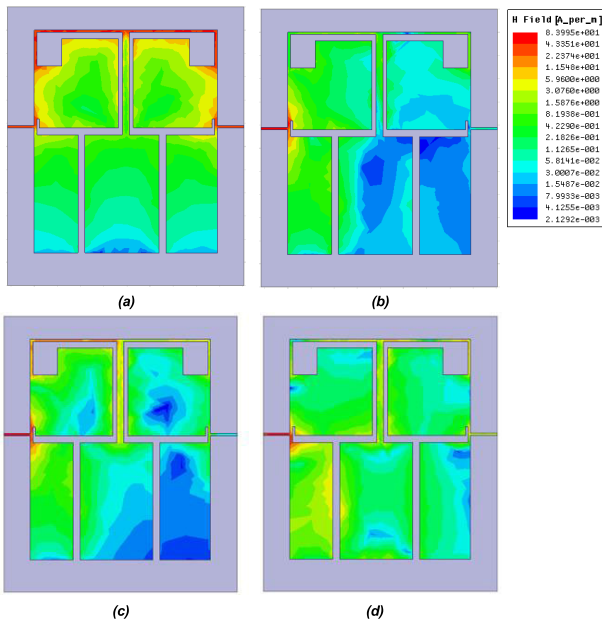 H Field[A_per_m]
8.3995e+001
4.3351e+001
2.2374e+001
1.1548e+001
5.9600e+000
3.0760e+000
1.5876e+000
8.1938e-001
4.2290e-001
2.1826e-001
1.1265e-001
5.8141e-002
3.0007e-002
1.5487e-002
7.9933e-003
4.1255e-003
2.1292e-003
(a)
(b)
(c)
(d)